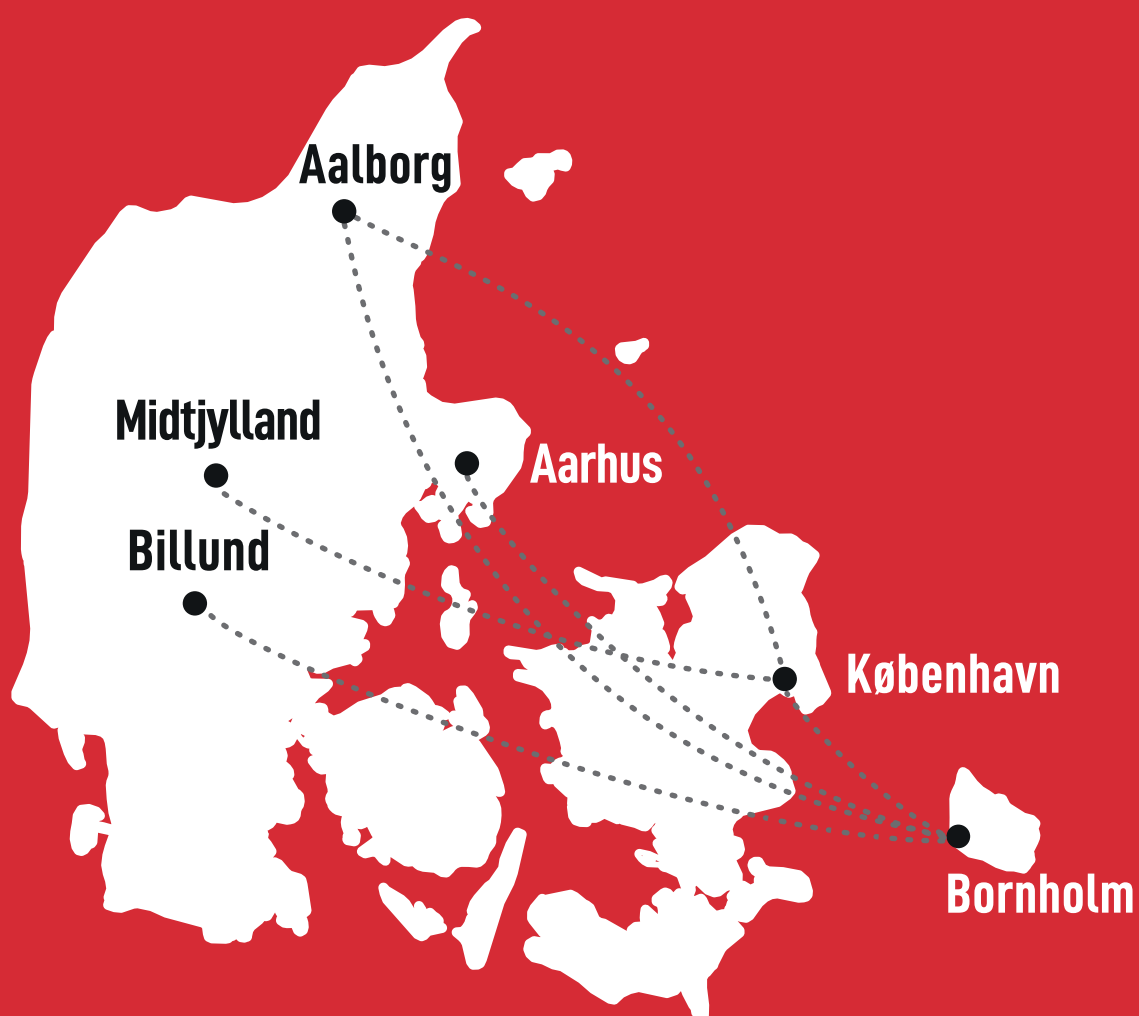 Aalborg
Midtjylland
Aarhus
Billund
København
Bornholm